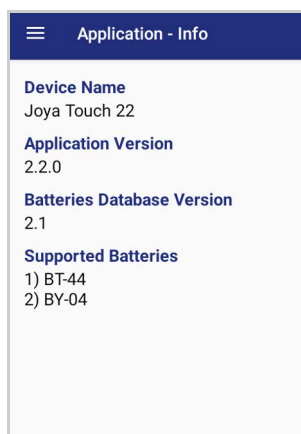 Application - Info
Device Name
Joya Touch 22
Application Version
2.2.0
Batteries Database Version
2.1
Supported Batteries
1) BT-44
2) BY-04